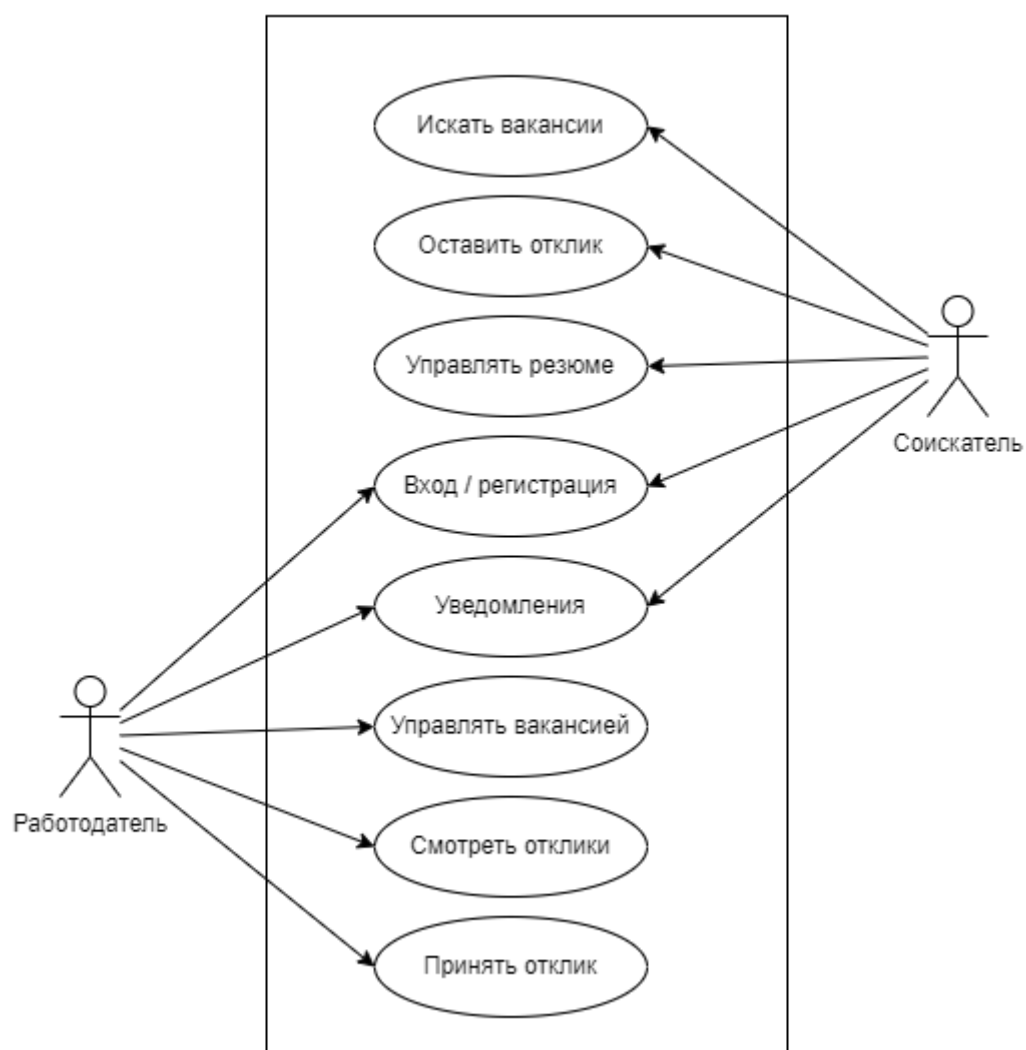 Искать вакансии
Оставить отклик
Управлять резюме
Соискатель
Вход / регистрация
Уведомления
Управлять вакансией
Работодатель
Смотреть отклики
Принять отклик